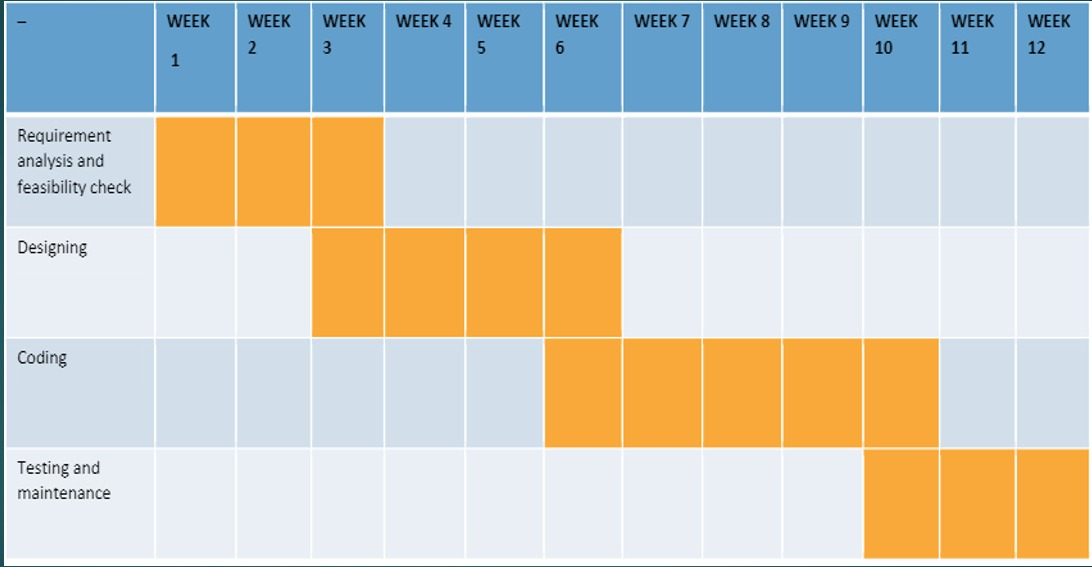 –
WEEK
1
WEEK
2
WEEK
3
WEEK 4
WEEK
5
WEEK
6
WEEK 7
WEEK 8
WEEK 9
WEEK
10
WEEK
11
WEEK
12
Requirement
analysis and
feasibility check
Designing
Coding
Testing and
maintenance